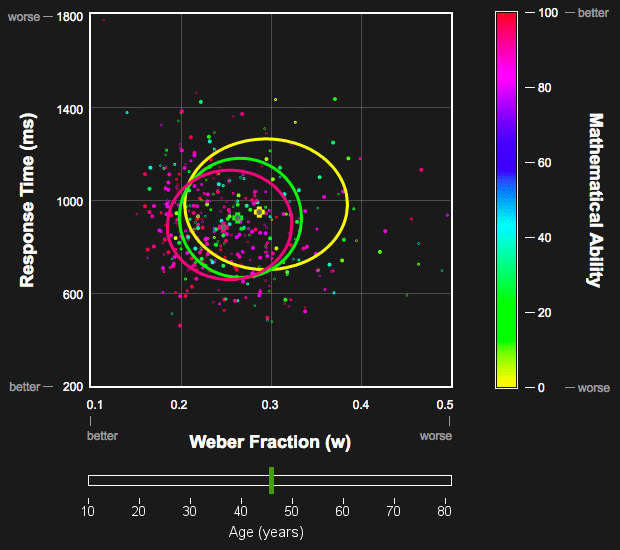 worse
1800
1400
1000
600
better
200
Response Time (ms)
0.1
0.2
0.3
0.4
0.5
better
worse
Weber Fraction (w)
10
20
30
40
50
60
70
80
Age (years)
100
better
80
60
40
20
0
worse
Mathematical Ability